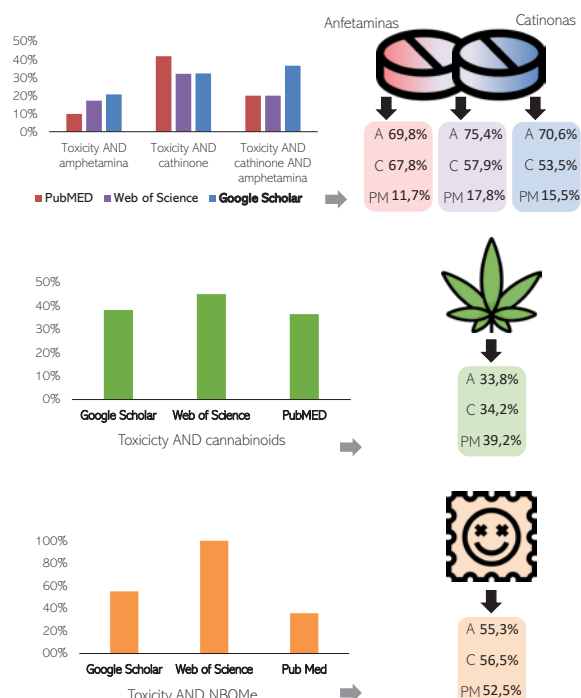 Anfetaminas
Catinonas
50%
40%
30%
20%
10%
0%
Toxicity AND
amphetamina
Toxicity AND
cathinone
Toxicity AND
cathinone AND
amphetamina
PubMED
Web of Science
Google Scholar
A 69,8%
C 67,8%
PM 11,7%
A 75,4%
C 57,9%
PM 17,8%
A 70,6%
C 53,5%
PM 15,5%
50%
40%
30%
20%
10%
0%
Google Scholar
Web of Science
PubMED
Toxicicty AND cannabinoids
A 33,8%
C 34,2%
PM 39,2%
100%
80%
60%
40%
20%
00%
Google Scholar
Web of Science
Pub Med
Toxicity AND NBOMe
A 55,3%
C 56,5%
PM 52,5%